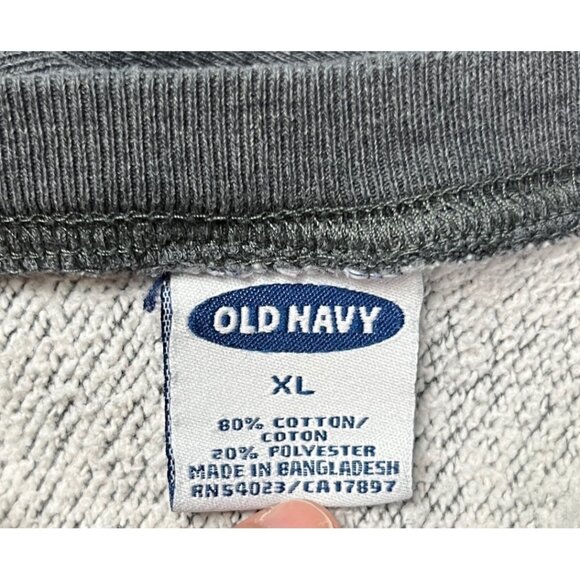 OLD NAVY
XL
80% COTTON/
COTON
20% POLYESTER
MADE IN BANGLADESH
RN54023/CA17897